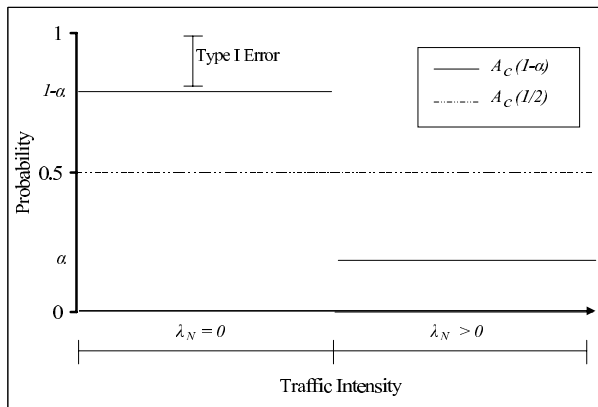 1
Type I Error
A_C(1-α)
A_C(1/2)
1-α
0.5
Probability
α
0
λ_N = 0
λ_N > 0
Traffic Intensity